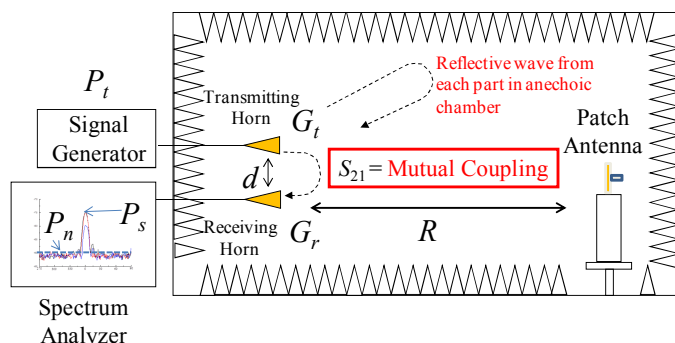 P_t
Signal
Generator
Transmitting
Horn
G_t
Reflective wave from
each part in anechoic
chamber
Patch
Antenna
S_21 = Mutual Coupling
d
R
P_n
P_s
Receiving
Horn
G_r
Spectrum
Analyzer